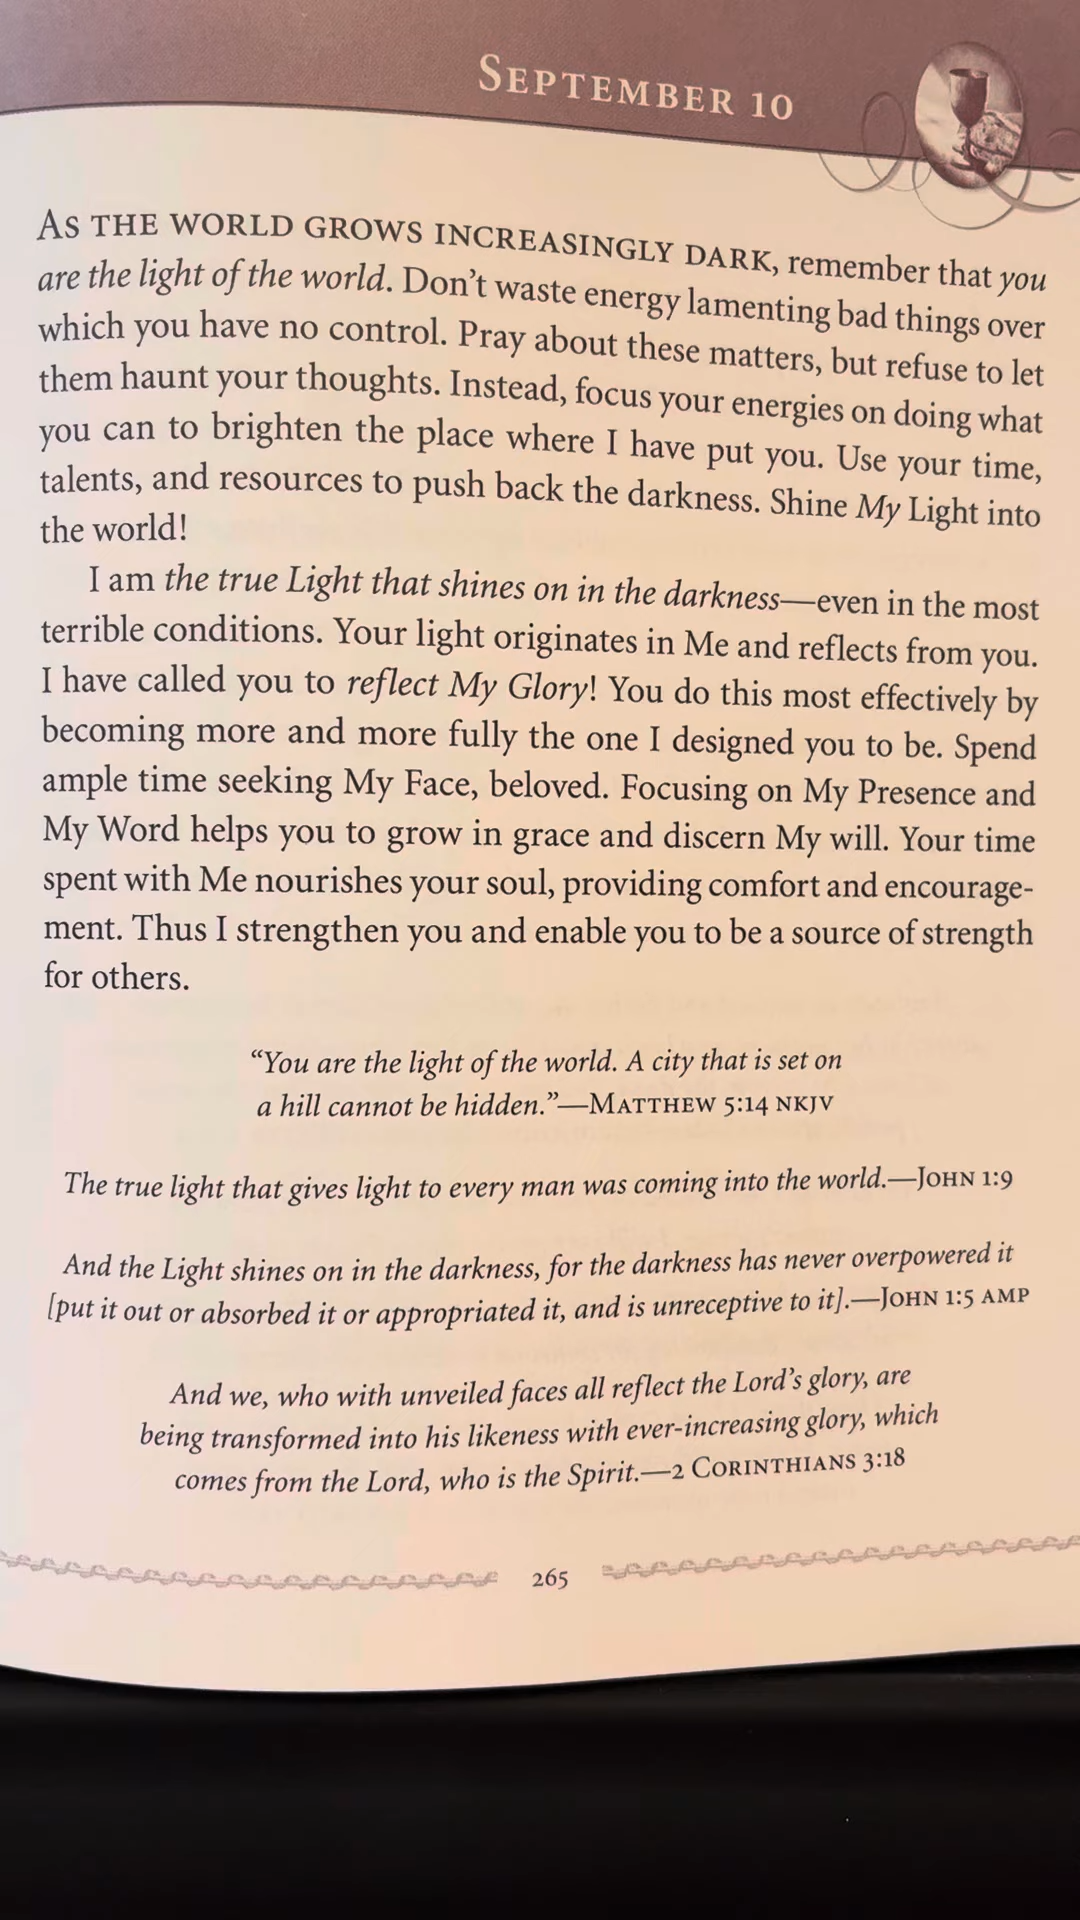 SEPTEMBER 10
AS THE WORLD GROWS INCREASINGLY DARK, remember that you
are the light of the world. Don't waste energy lamenting bad things over
which you have no control. Pray about these matters, but refuse to let
them haunt your thoughts. Instead, focus your energies on doing what
you can to brighten the place where I have put you. Use your time,
talents, and resources to push back the darkness. Shine My Light into
the world!
I am the true Light that shines on in the darkness—even in the most
terrible conditions. Your light originates in Me and reflects from you.
I have called you to reflect My Glory! You do this most effectively by
becoming more and more fully the one I designed you to be. Spend
ample time seeking My Face, beloved. Focusing on My Presence and
My Word helps you to grow in grace and discern My will. Your time
spent with Me nourishes your soul, providing comfort and encourage-
ment. Thus I strengthen you and enable you to be a source of strength
for others.
“You are the light of the world. A city that is set on
a hill cannot be hidden.”—MATTHEW 5:14 NKJV
The true light that gives light to every man was coming into the world.—JOHN 1:9
And the Light shines on in the darkness, for the darkness has never overpowered it
[put it out or absorbed it or appropriated it, and is unreceptive to it].—JOHN 1:5 AMP
And we, who with unveiled faces all reflect the Lord's glory, are
being transformed into his likeness with ever-increasing glory, which
comes from the Lord, who is the Spirit.—2 CORINTHIANS 3:18
265